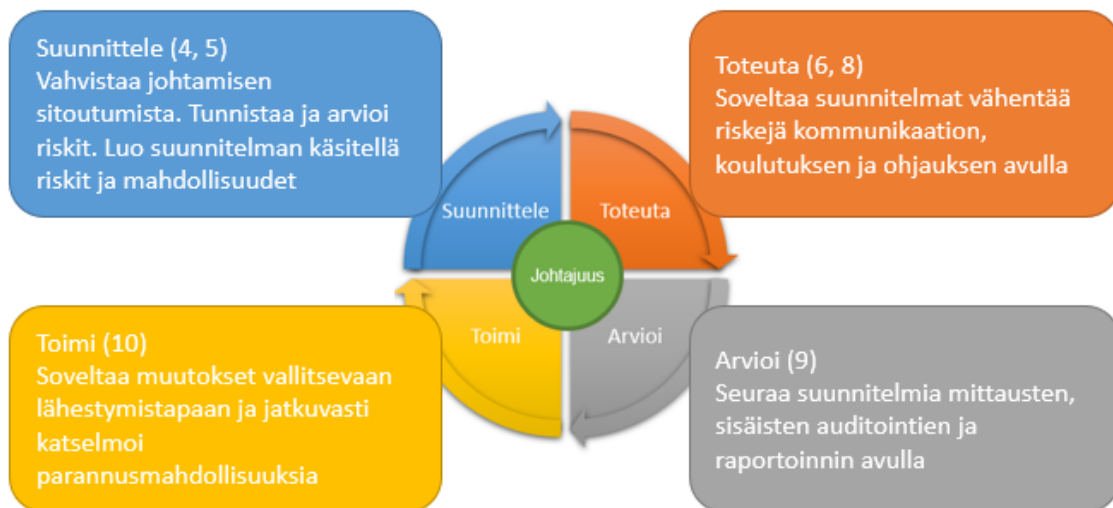 Suunnittele (4, 5)
Vahvistaa johtamisen
sitoutumista. Tunnistaa ja arvioi
riskit. Luo suunnitelman käsitellä
riskit ja mahdollisuudet
Toteuta (6, 8)
Soveltaa suunnitelmat vähentää
riskejä kommunikaation,
koulutuksen ja ohjauksen avulla
Suunnittele
Toteuta
Johtajuus
Toimi
Arvioi
Toimi (10)
Soveltaa muutokset vallitsevaan
lähestymistapaan ja jatkuvasti
katselmoi
parannusmahdollisuuksia
Arvioi (9)
Seuraa suunnitelmia mittausten,
sisäisten auditointien ja
raportoinnin avulla